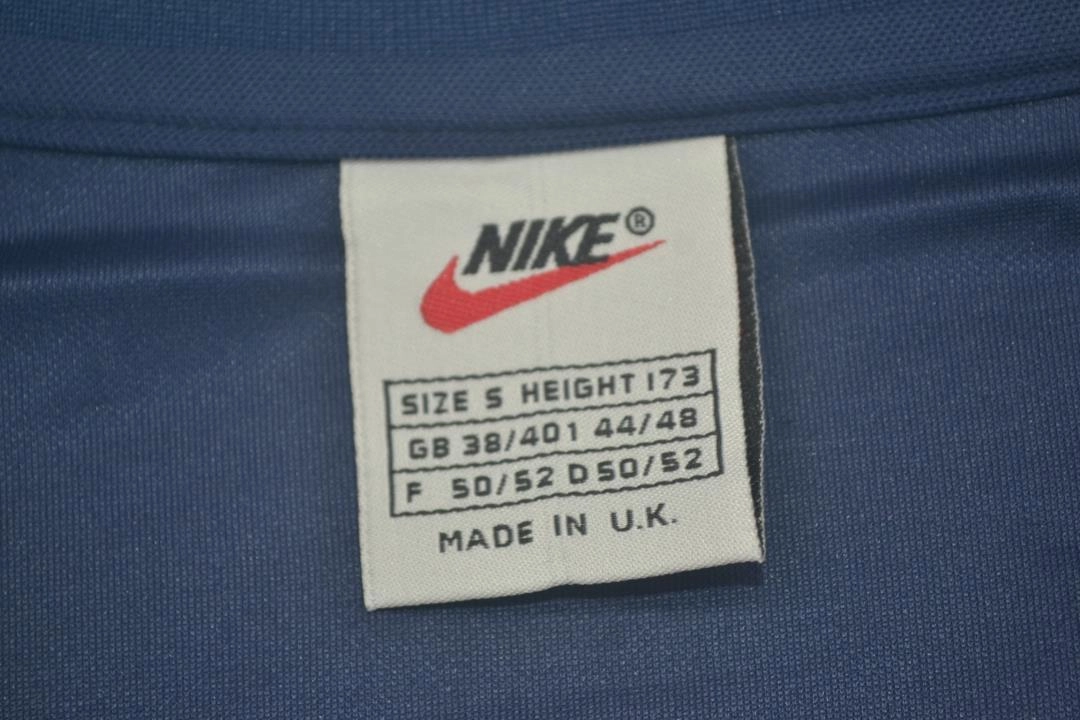 NIKE®
SIZE S HEIGHT 173
GB 38/40 I 44/48
F 50/52 D 50/52
MADE IN U.K.